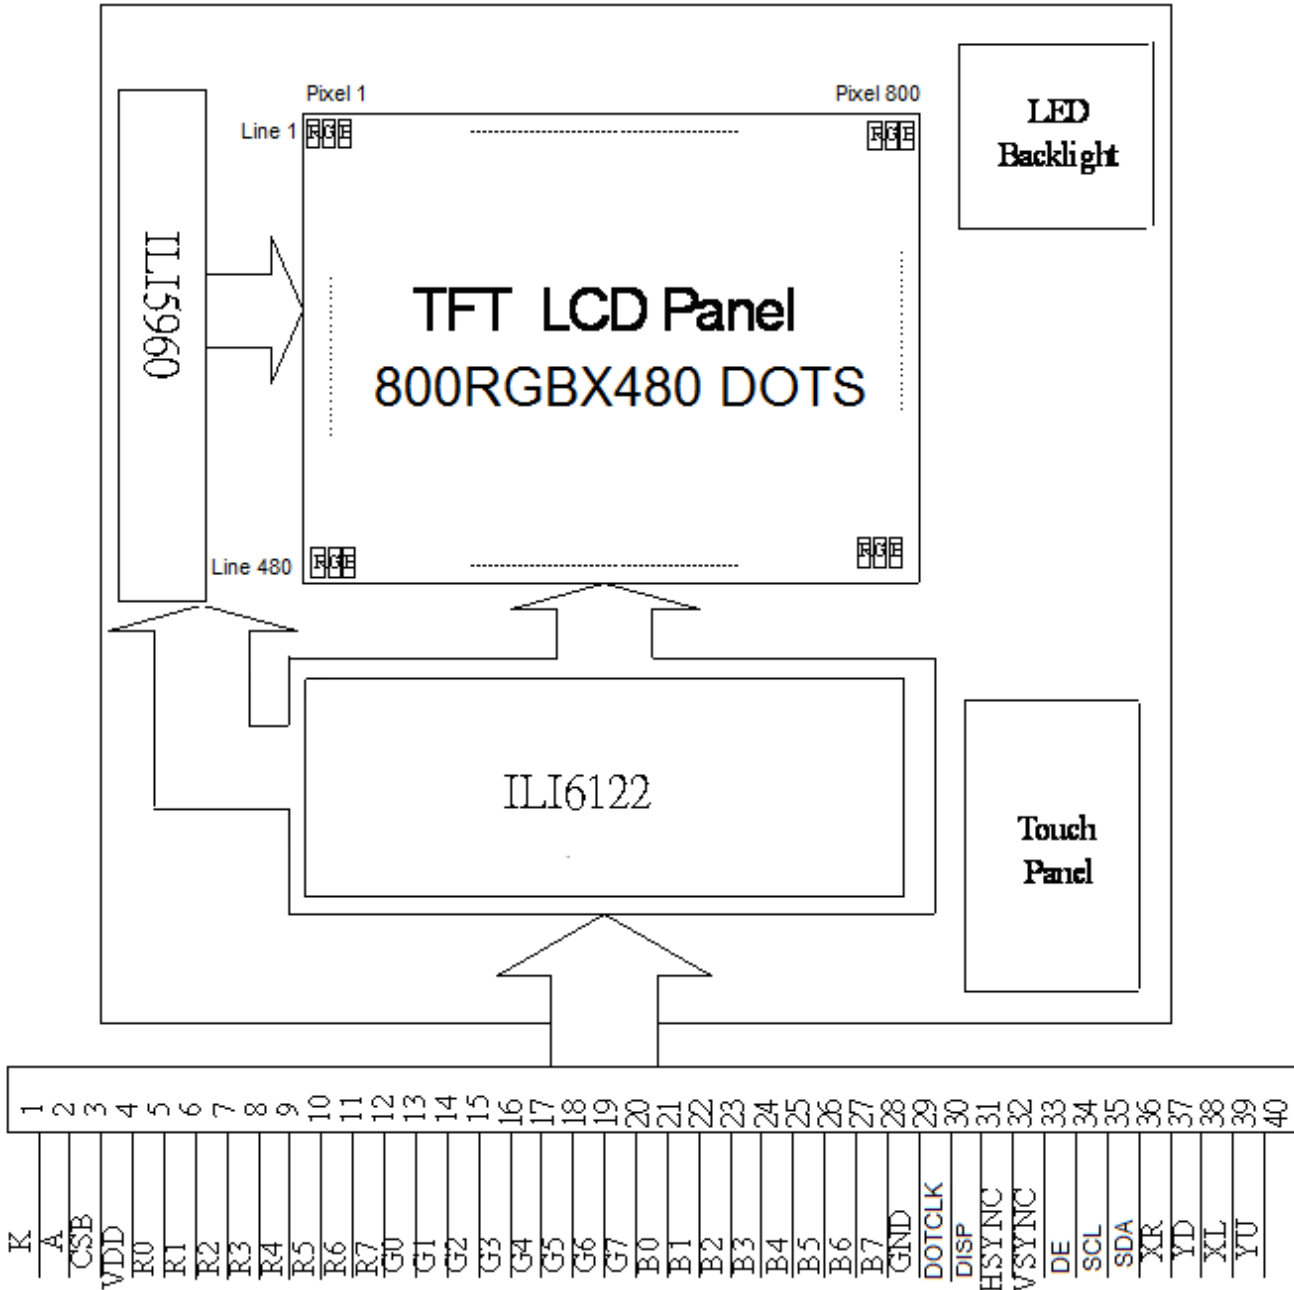 Pixel 1
Pixel 800
LED
Backlight
Line 1
RGB
RGB
ILI5960
TFT LCD Panel
800RGBX480 DOTS
Line 480
RGB
RGB
ILI6122
Touch
Panel
1 2 3 4 5 6 7 8 9 10 11 12 13 14 15 16 17 18 19 20 21 22 23 24 25 26 27 28 29 30 31 32 33 34 35 36 37 38 39 40
K A CSB VDD R0 R1 R2 R3 R4 R5 R6 R7 G0 G1 G2 G3 G4 G5 G6 G7 B0 B1 B2 B3 B4 B5 B6 B7 GND DOTCLK DISP HSYNC VSYNC DE SCL SDA XR YD XL YU